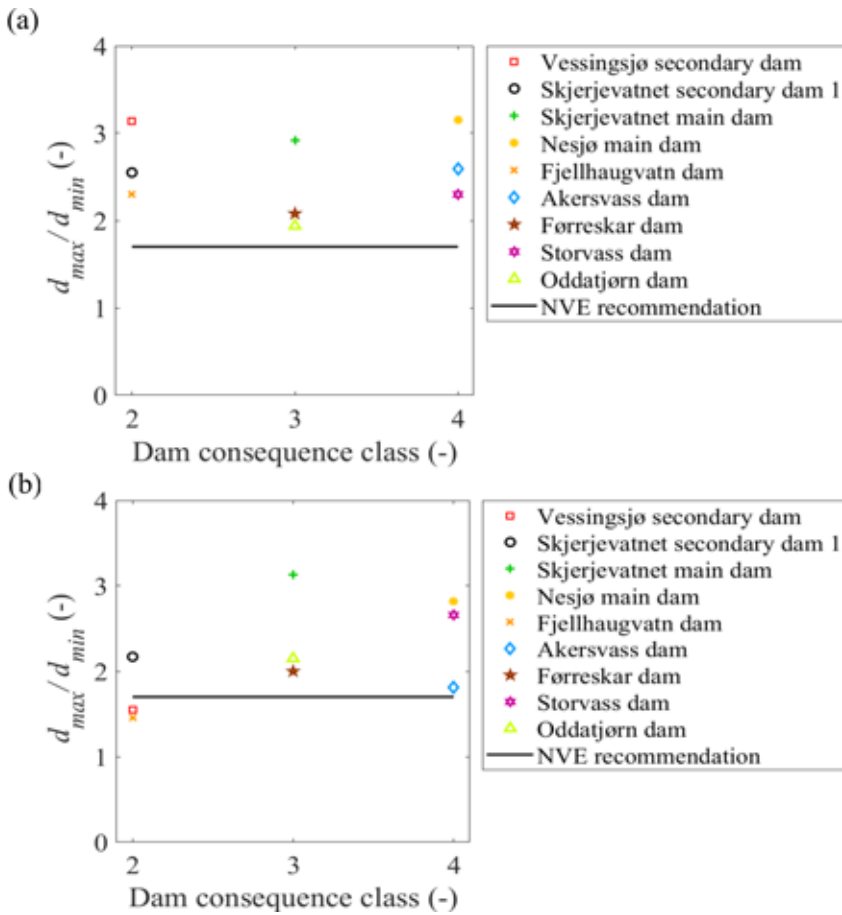 (a)
4
3
2
1
0
d_max / d_min (-)
2 3 4
Dam consequence class (-)
Vessingsjø secondary dam
Skjerjevatnet secondary dam 1
Skjerjevatnet main dam
Nesjø main dam
Fjellhaugvatn dam
Akersvass dam
Førreskar dam
Storvass dam
Oddatjørn dam
NVE recommendation
(b)
4
3
2
1
0
d_max / d_min (-)
2 3 4
Dam consequence class (-)
Vessingsjø secondary dam
Skjerjevatnet secondary dam 1
Skjerjevatnet main dam
Nesjø main dam
Fjellhaugvatn dam
Akersvass dam
Førreskar dam
Storvass dam
Oddatjørn dam
NVE recommendation